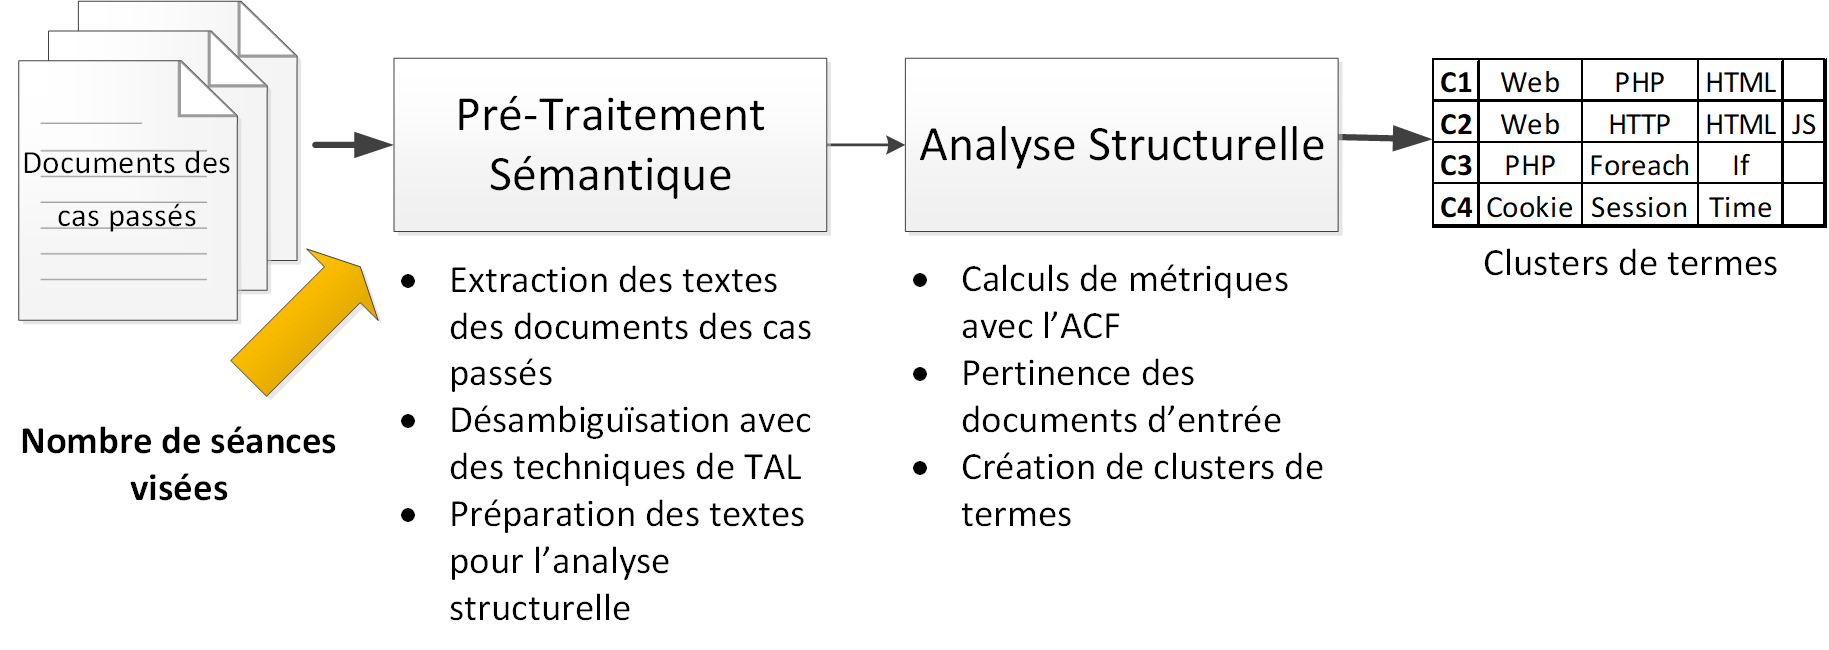 Documents des
cas passés
Nombre de séances
visées
Pré-Traitement
Sémantique
• Extraction des textes
des documents des cas
passés
• Désambiguïsation avec
des techniques de TAL
• Préparation des textes
pour l’analyse
structurelle
Analyse Structurelle
• Calculs de métriques
avec l’ACF
• Pertinence des
documents d’entrée
• Création de clusters de
termes
C1 Web PHP HTML
C2 Web HTTP HTML JS
C3 PHP Foreach If
C4 Cookie Session Time
Clusters de termes